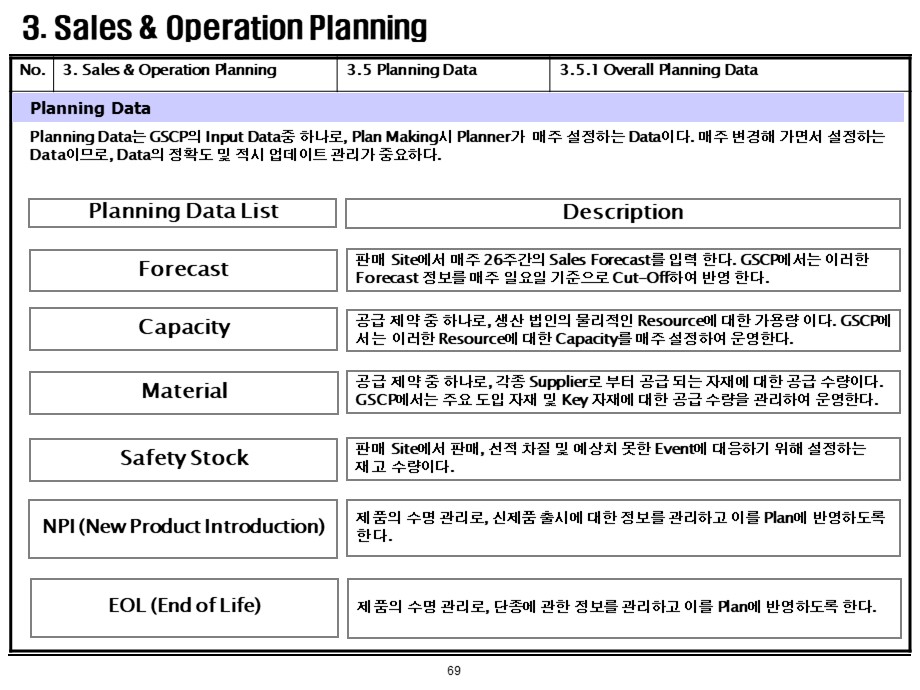 3. Sales & Operation Planning
No. 3. Sales & Operation Planning 3.5 Planning Data 3.5.1 Overall Planning Data
Planning Data
Planning Data는 GSCP의 Input Data중 하나로, Plan Making시 Planner가 매주 설정하는 Data이다. 매주 변경해 가면서 설정하는
Data이므로, Data의 정확도 및 적시 업데이트 관리가 중요하다.
Planning Data List
Description
Forecast
판매 Site에서 매주 26주간의 Sales Forecast를 입력 한다. GSCP에서는 이러한
Forecast 정보를 매주 일요일 기준으로 Cut-Off하여 반영 한다.
Capacity
공급 제약 중 하나로, 생산 법인의 물리적인 Resource에 대한 가용량 이다. GSCP에
서는 이러한 Resource에 대한 Capacity를 매주 설정하여 운영한다.
Material
공급 제약 중 하나로, 각종 Supplier로 부터 공급 되는 자재에 대한 공급 수량이다.
GSCP에서는 주요 도입 자재 및 Key 자재에 대한 공급 수량을 관리하여 운영한다.
Safety Stock
판매 Site에서 판매, 선적 차질 및 예상치 못한 Event에 대응하기 위해 설정하는
재고 수량이다.
NPI (New Product Introduction)
제품의 수명 관리로, 신제품 출시에 대한 정보를 관리하고 이를 Plan에 반영하도록
한다.
EOL (End of Life)
제품의 수명 관리로, 단종에 관한 정보를 관리하고 이를 Plan에 반영하도록 한다.
69